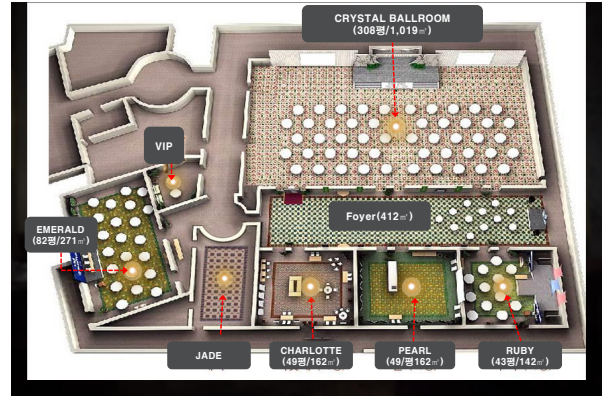 CRYSTAL BALLROOM
(308평/1,019㎡)
VIP
Foyer(412㎡)
EMERALD
(82평/271㎡)
JADE
CHARLOTTE
(49평/162㎡)
PEARL
(49/평162㎡)
RUBY
(43평/142㎡)